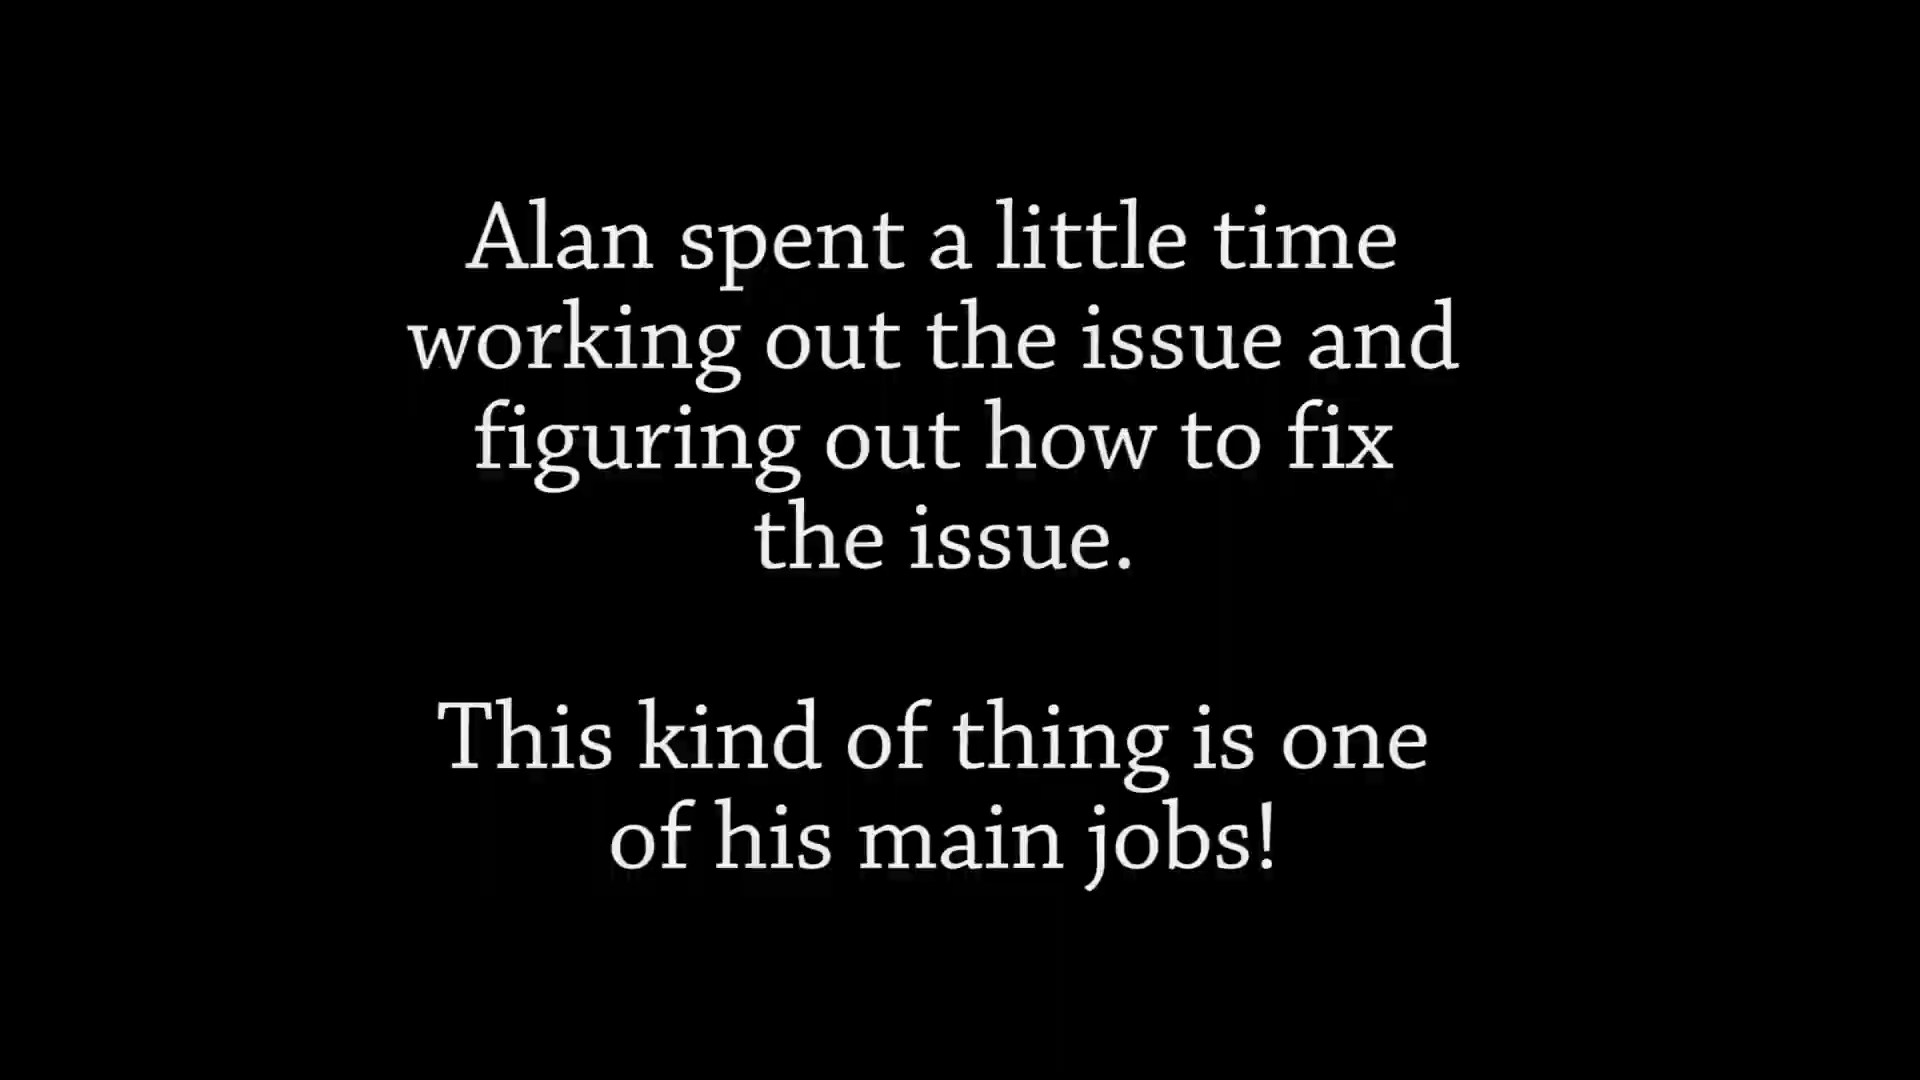 Alan spent a little time
working out the issue and
figuring out how to fix
the issue.
This kind of thing is one
of his main jobs!